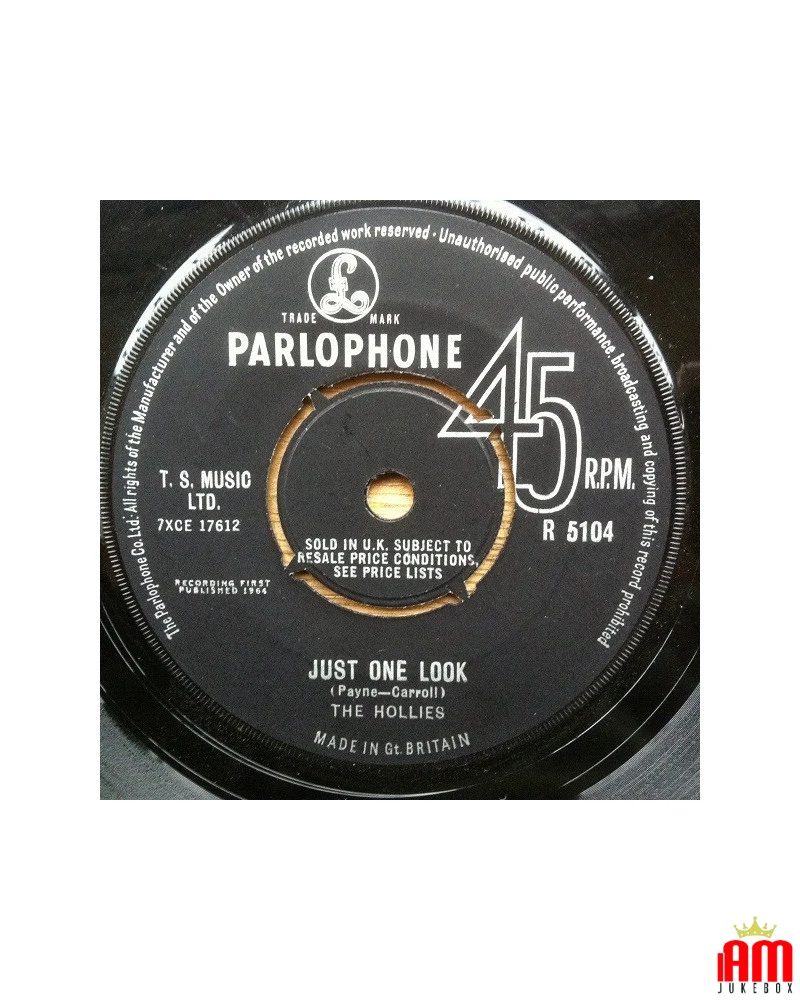 The Parlophone Co. Ltd. All rights of the Manufacturer and of the Owner of the recorded work reserved · Unauthorised public performance broadcasting and copying of this record prohibited
£
TRADE MARK
PARLOPHONE
45
R.P.M.
T. S. MUSIC
LTD.
7XCE 17612
R 5104
SOLD IN U.K. SUBJECT TO
RESALE PRICE CONDITIONS,
SEE PRICE LISTS
RECORDING FIRST
PUBLISHED 1964
JUST ONE LOOK
(Payne—Carroll)
THE HOLLIES
MADE IN Gt. BRITAIN
IAM
JUKEBOX